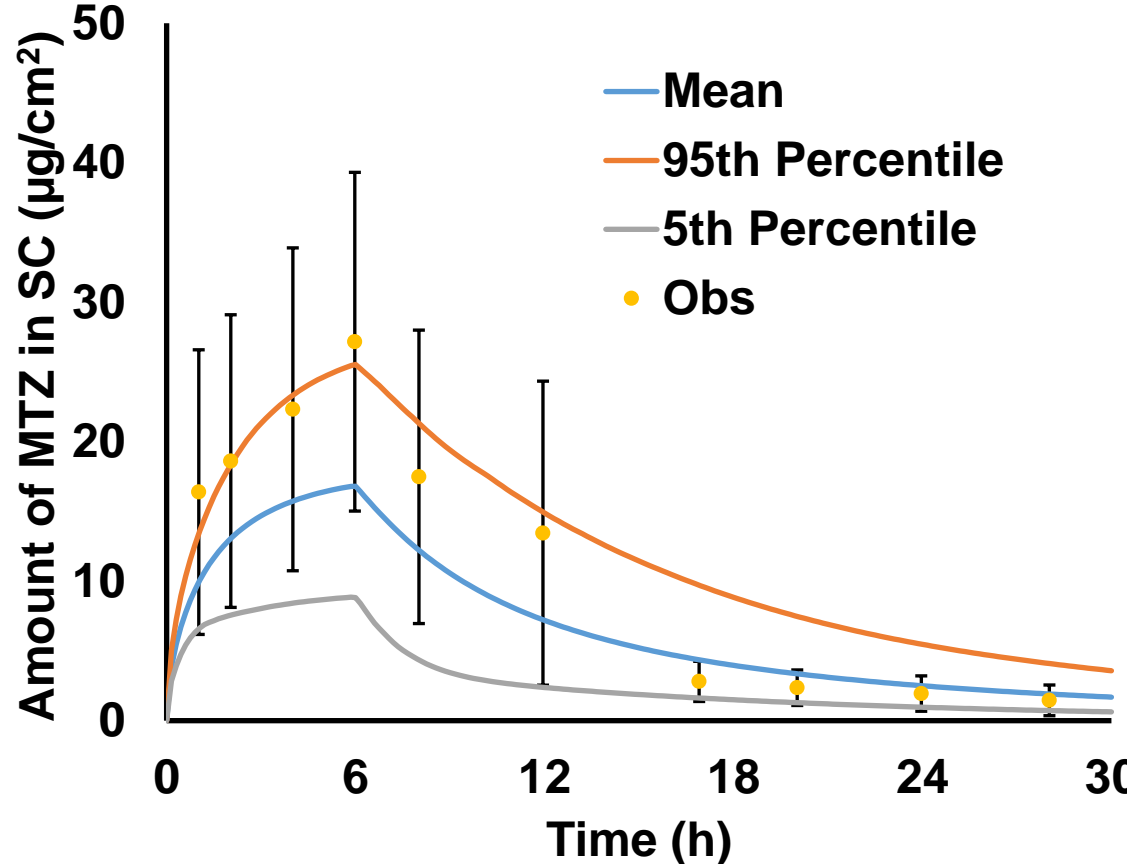 Amount of MTZ in SC (µg/cm²)
50
40
30
20
10
0
Mean
95th Percentile
5th Percentile
Obs
0 6 12 18 24 30
Time (h)